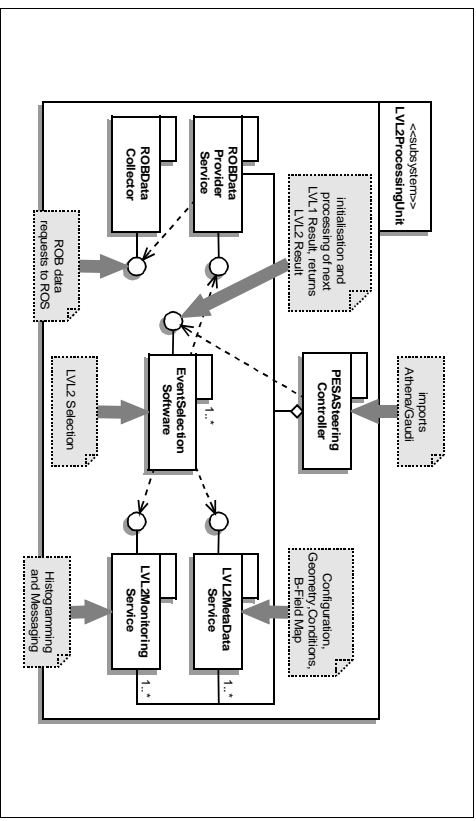 <<subsystem>>
LVL2ProcessingUnit
imports
Athena/Gaudi
PESASteering
Controller
initialisation and
processing of next
LVL1 Result, returns
LVL2 Result
Configuration,
Geometry,Conditions,
B-Field Map
ROBData
Provider
Service
LVL2MetaData
Service
1..*
EventSelection
Software
1..*
ROBData
Collector
LVL2Monitoring
Service
1..*
ROB data
requests to ROS
LVL2 Selection
Histogramming
and Messaging